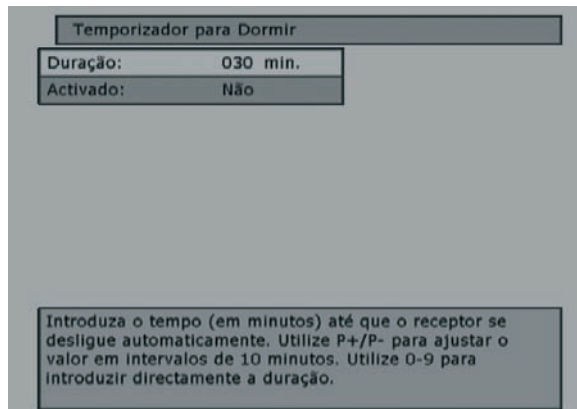 Temporizador para Dormir
Duração: 030 min.
Activado: Não
Introduza o tempo (em minutos) até que o receptor se
desligue automaticamente. Utilize P+/P- para ajustar o
valor em intervalos de 10 minutos. Utilize 0-9 para
introduzir directamente a duração.